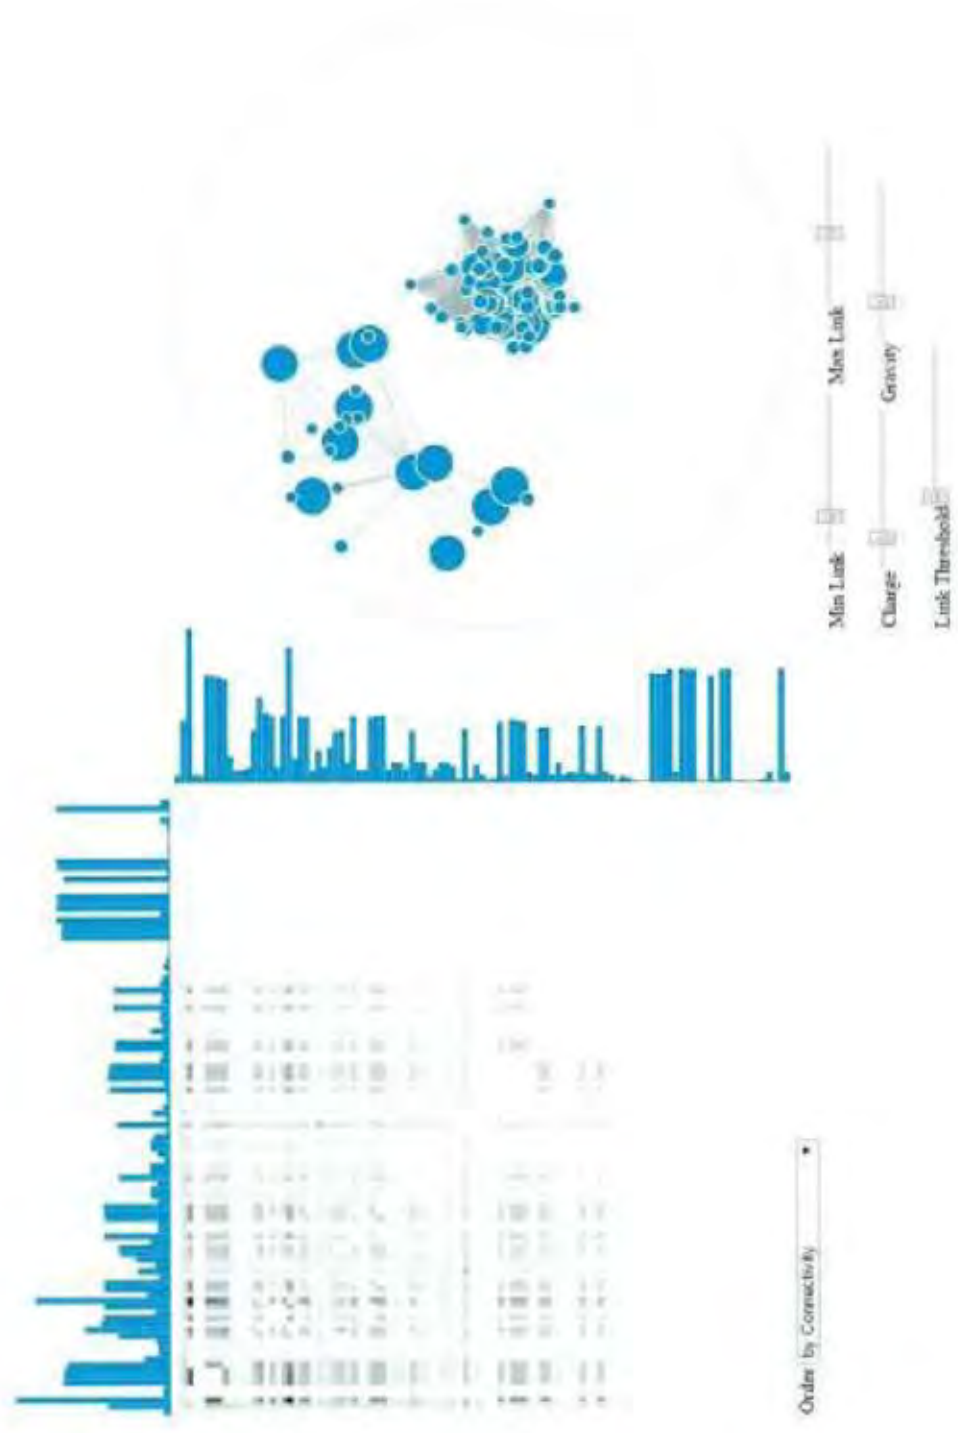 Order by Connectivity
Min Link
Max Link
Charge
Gravity
Link Threshold